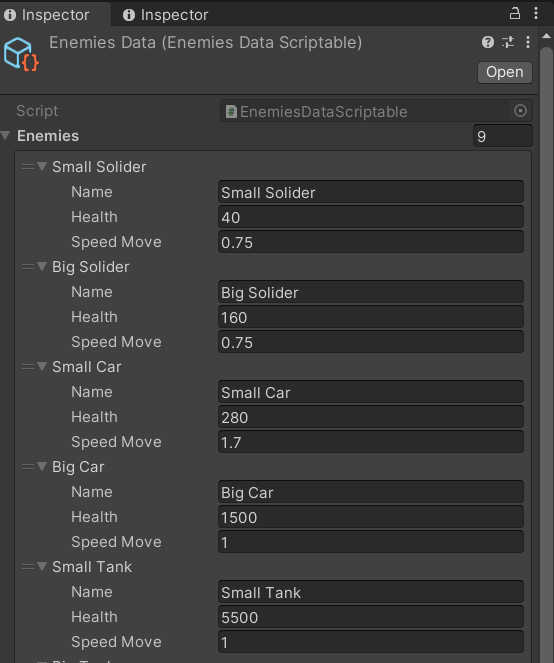 Inspector
Inspector
Enemies Data (Enemies Data Scriptable)
Open
Script
EnemiesDataScriptable
Enemies
9
Small Solider
Name
Small Solider
Health
40
Speed Move
0.75
Big Solider
Name
Big Solider
Health
160
Speed Move
0.75
Small Car
Name
Small Car
Health
280
Speed Move
1.7
Big Car
Name
Big Car
Health
1500
Speed Move
1
Small Tank
Name
Small Tank
Health
5500
Speed Move
1